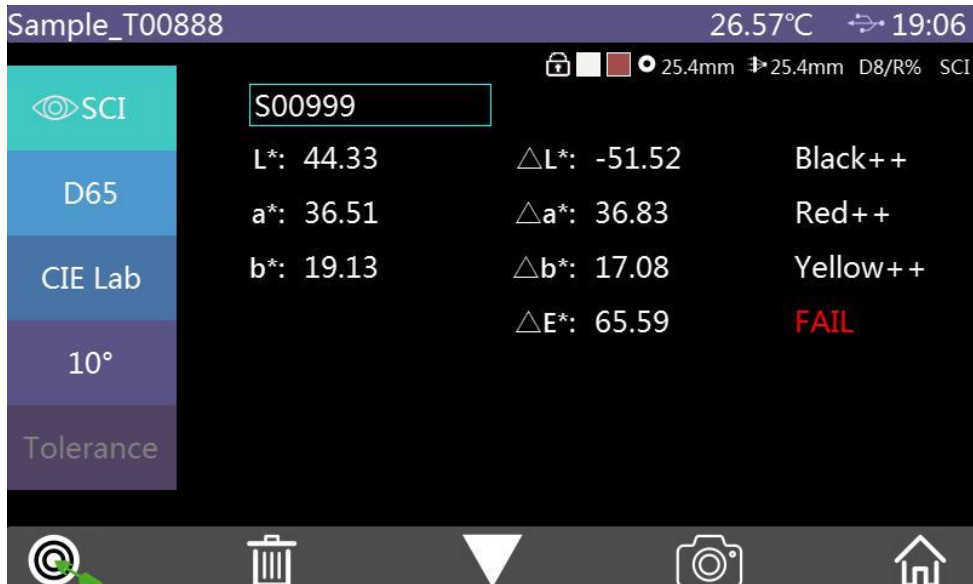 Sample_T00888 26.57℃ 19:06
25.4mm 25.4mm D8/R% SCI
SCI
D65
CIE Lab
10°
Tolerance
S00999
L*: 44.33 △L*: -51.52 Black++
a*: 36.51 △a*: 36.83 Red++
b*: 19.13 △b*: 17.08 Yellow++
△E*: 65.59 FAIL